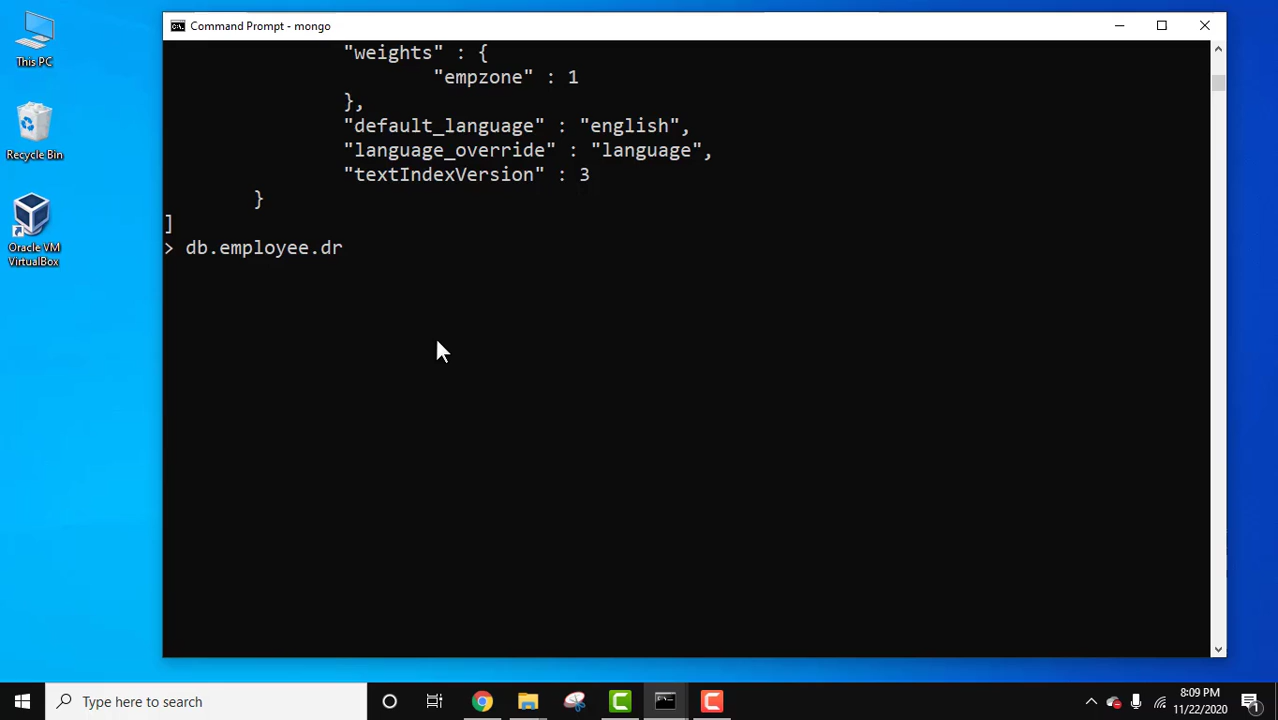 This PC
Recycle Bin
Oracle VM
VirtualBox
Command Prompt - mongo
"weights" : {
"empzone" : 1
},
"default_language" : "english",
"language_override" : "language",
"textIndexVersion" : 3
}
]
> db.employee.dr
Type here to search
8:09 PM
11/22/2020
1